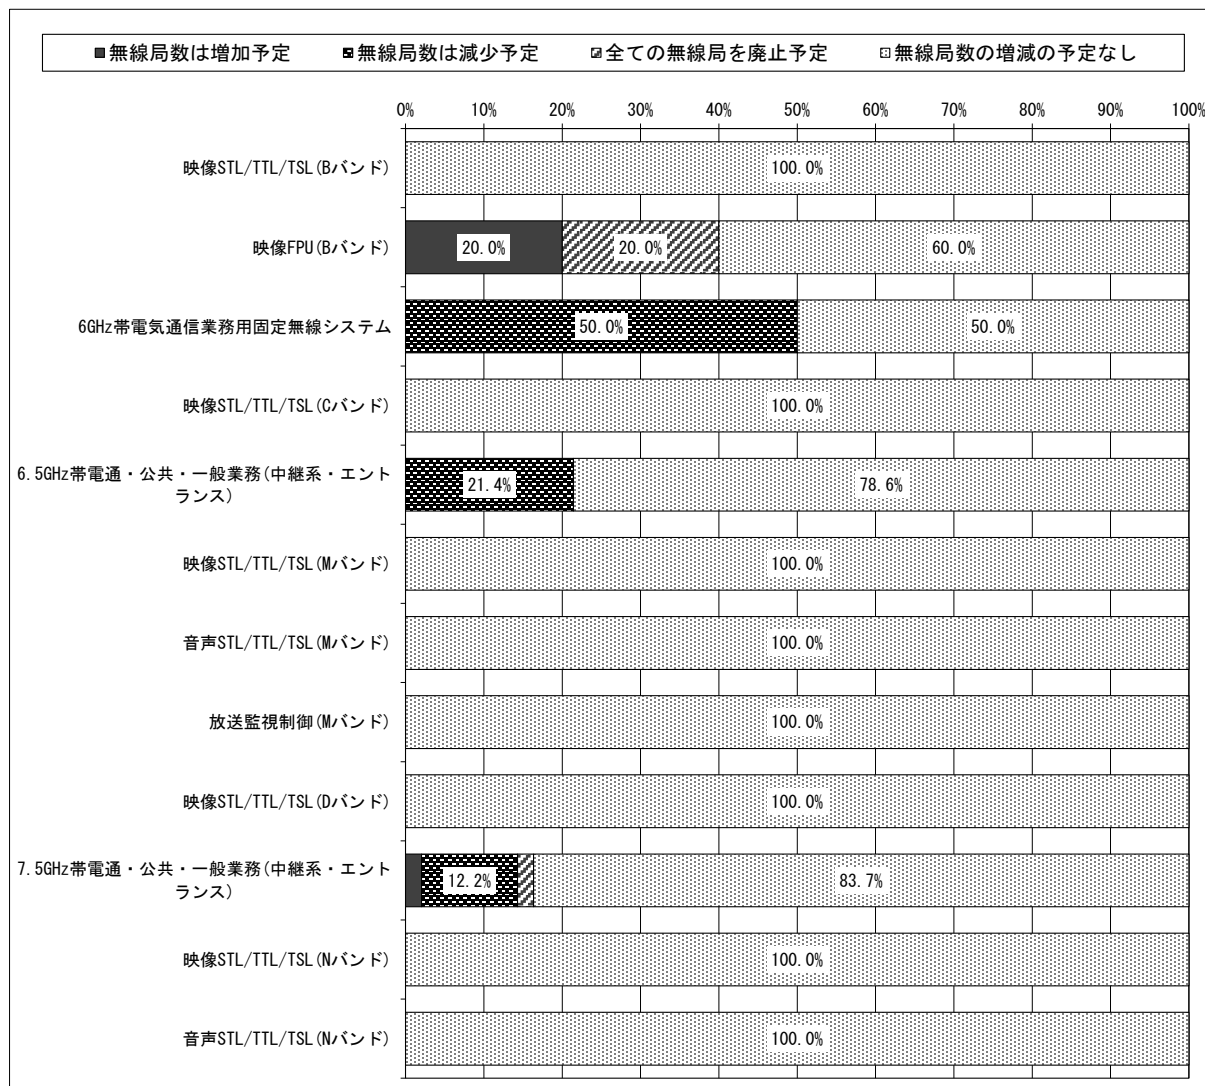 無線局数は増加予定 無線局数は減少予定 全ての無線局を廃止予定 無線局数の増減の予定なし
0% 10% 20% 30% 40% 50% 60% 70% 80% 90% 100%
映像STL/TTL/TSL(Bバンド) 100.0%
映像FPU(Bバンド) 20.0% 20.0% 60.0%
6GHz帯電気通信業務用固定無線システム 50.0% 50.0%
映像STL/TTL/TSL(Cバンド) 100.0%
6.5GHz帯電通・公共・一般業務(中継系・エント
ランス) 21.4% 78.6%
映像STL/TTL/TSL(Mバンド) 100.0%
音声STL/TTL/TSL(Mバンド) 100.0%
放送監視制御(Mバンド) 100.0%
映像STL/TTL/TSL(Dバンド) 100.0%
7.5GHz帯電通・公共・一般業務(中継系・エント
ランス) 12.2% 83.7%
映像STL/TTL/TSL(Nバンド) 100.0%
音声STL/TTL/TSL(Nバンド) 100.0%